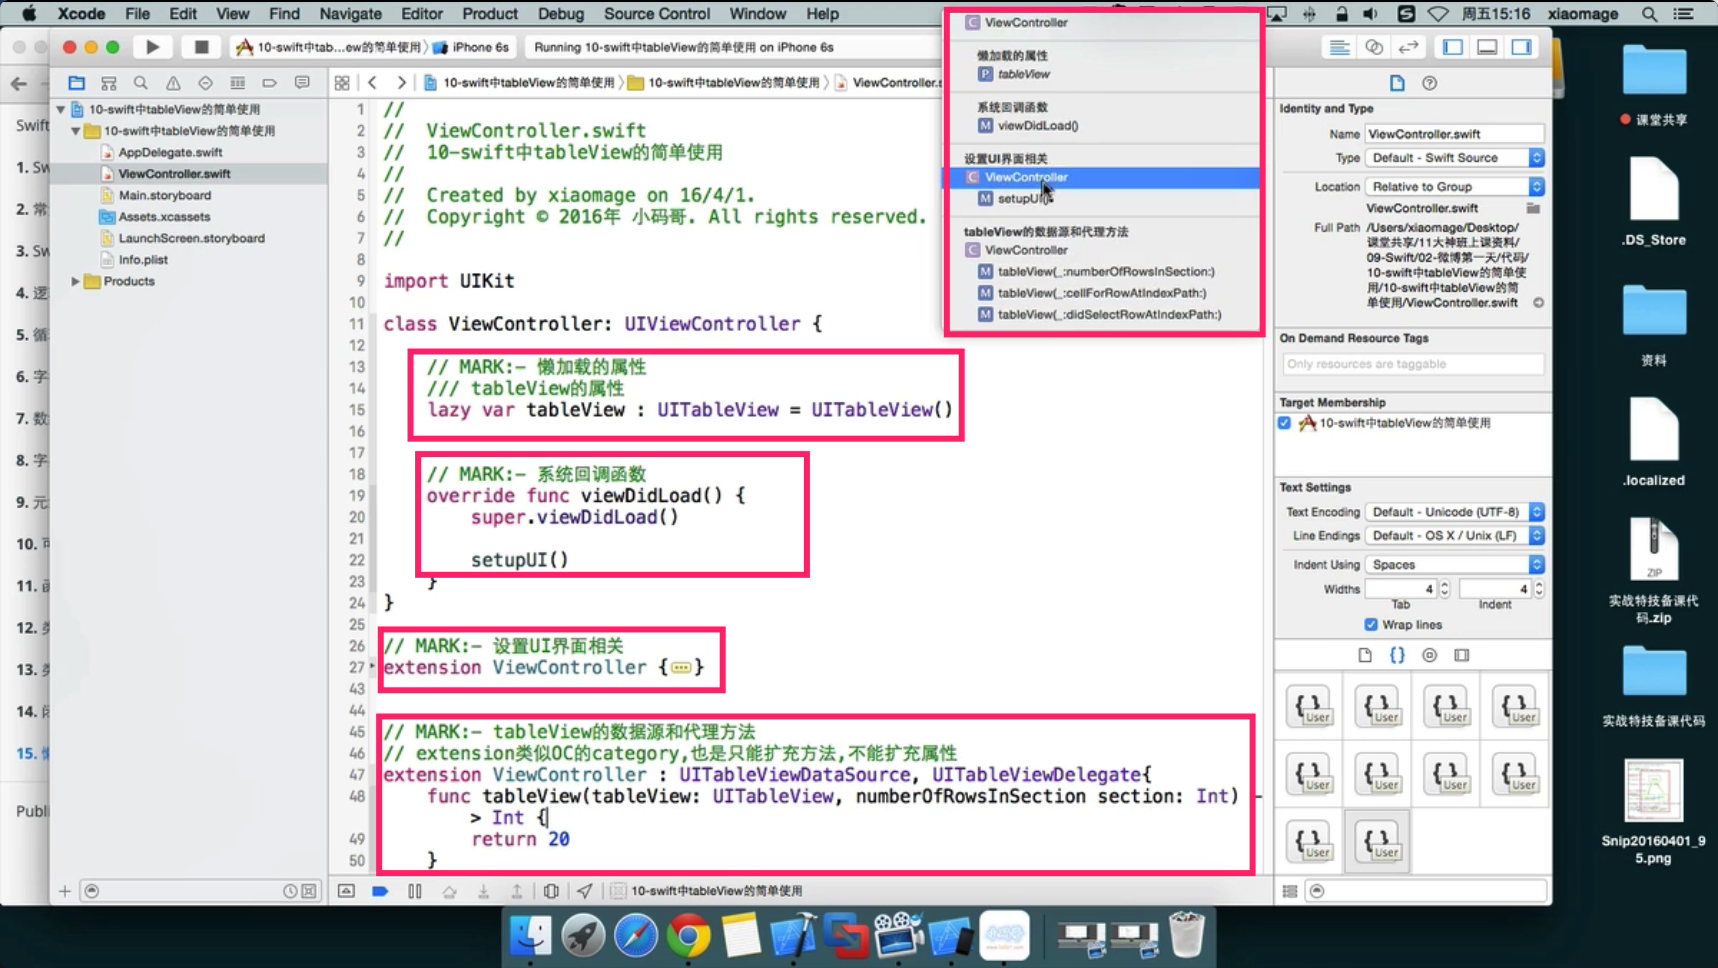 Xcode File Edit View Find Navigate Editor Product Debug Source Control Window Help
周五15:16 xiaomage
10-swift中tab...ew的简单使用 iPhone 6s
Running 10-swift中tableView的简单使用 on iPhone 6s
10-swift中tableView的简单使用 10-swift中tableView的简单使用 ViewController.s
ViewController
懒加载的属性
P tableView
系统回调函数
M viewDidLoad()
设置UI界面相关
C ViewController
M setupUI()
tableView的数据源和代理方法
C ViewController
M tableView(_:numberOfRowsInSection:)
M tableView(_:cellForRowAtIndexPath:)
M tableView(_:didSelectRowAtIndexPath:)
Swift
1. Sw
2. 常
3. Sw
4. 逻
5. 循
6. 字
7. 数
8. 字
9. 元
10. 可
11.
12. 类
13. 类
14. 闭
15. 懒
Publi
10-swift中tableView的简单使用
10-swift中tableView的简单使用
AppDelegate.swift
ViewController.swift
Main.storyboard
Assets.xcassets
LaunchScreen.storyboard
Info.plist
Products
1 //
2 // ViewController.swift
3 // 10-swift中tableView的简单使用
4 //
5 // Created by xiaomage on 16/4/1.
6 // Copyright © 2016年 小码哥. All rights reserved.
7 //
8
9 import UIKit
10
11 class ViewController: UIViewController {
12
13 // MARK:- 懒加载的属性
14 /// tableView的属性
15 lazy var tableView : UITableView = UITableView()
16
17
18 // MARK:- 系统回调函数
19 override func viewDidLoad() {
20 super.viewDidLoad()
21
22 setupUI()
23 }
24 }
25
26 // MARK:- 设置UI界面相关
27 extension ViewController {...}
43
44
45 // MARK:- tableView的数据源和代理方法
46 // extension类似OC的category,也是只能扩充方法,不能扩充属性
47 extension ViewController : UITableViewDataSource, UITableViewDelegate{
48 func tableView(tableView: UITableView, numberOfRowsInSection section: Int) -
> Int {
49 return 20
50 }
10-swift中tableView的简单使用
Identity and Type
Name ViewController.swift
Type Default - Swift Source
Location Relative to Group
ViewController.swift
Full Path /Users/xiaomage/Desktop/
课堂共享/11大神班上课资料/
09-Swift/02-微博第一天/代码/
10-swift中tableView的简单使
用/10-swift中tableView的简
单使用/ViewController.swift
On Demand Resource Tags
Only resources are taggable
Target Membership
10-swift中tableView的简单使用
Text Settings
Text Encoding Default - Unicode (UTF-8)
Line Endings Default - OS X / Unix (LF)
Indent Using Spaces
Widths 4 4
Tab Indent
Wrap lines
{} User {} User {} User {} User
{} User {} User {} User {} User
{} User {} User
课堂共享
.DS_Store
资料
.localized
ZIP
实战特技备课代
码.zip
实战特技备课代码
Snip20160401_9
5.png